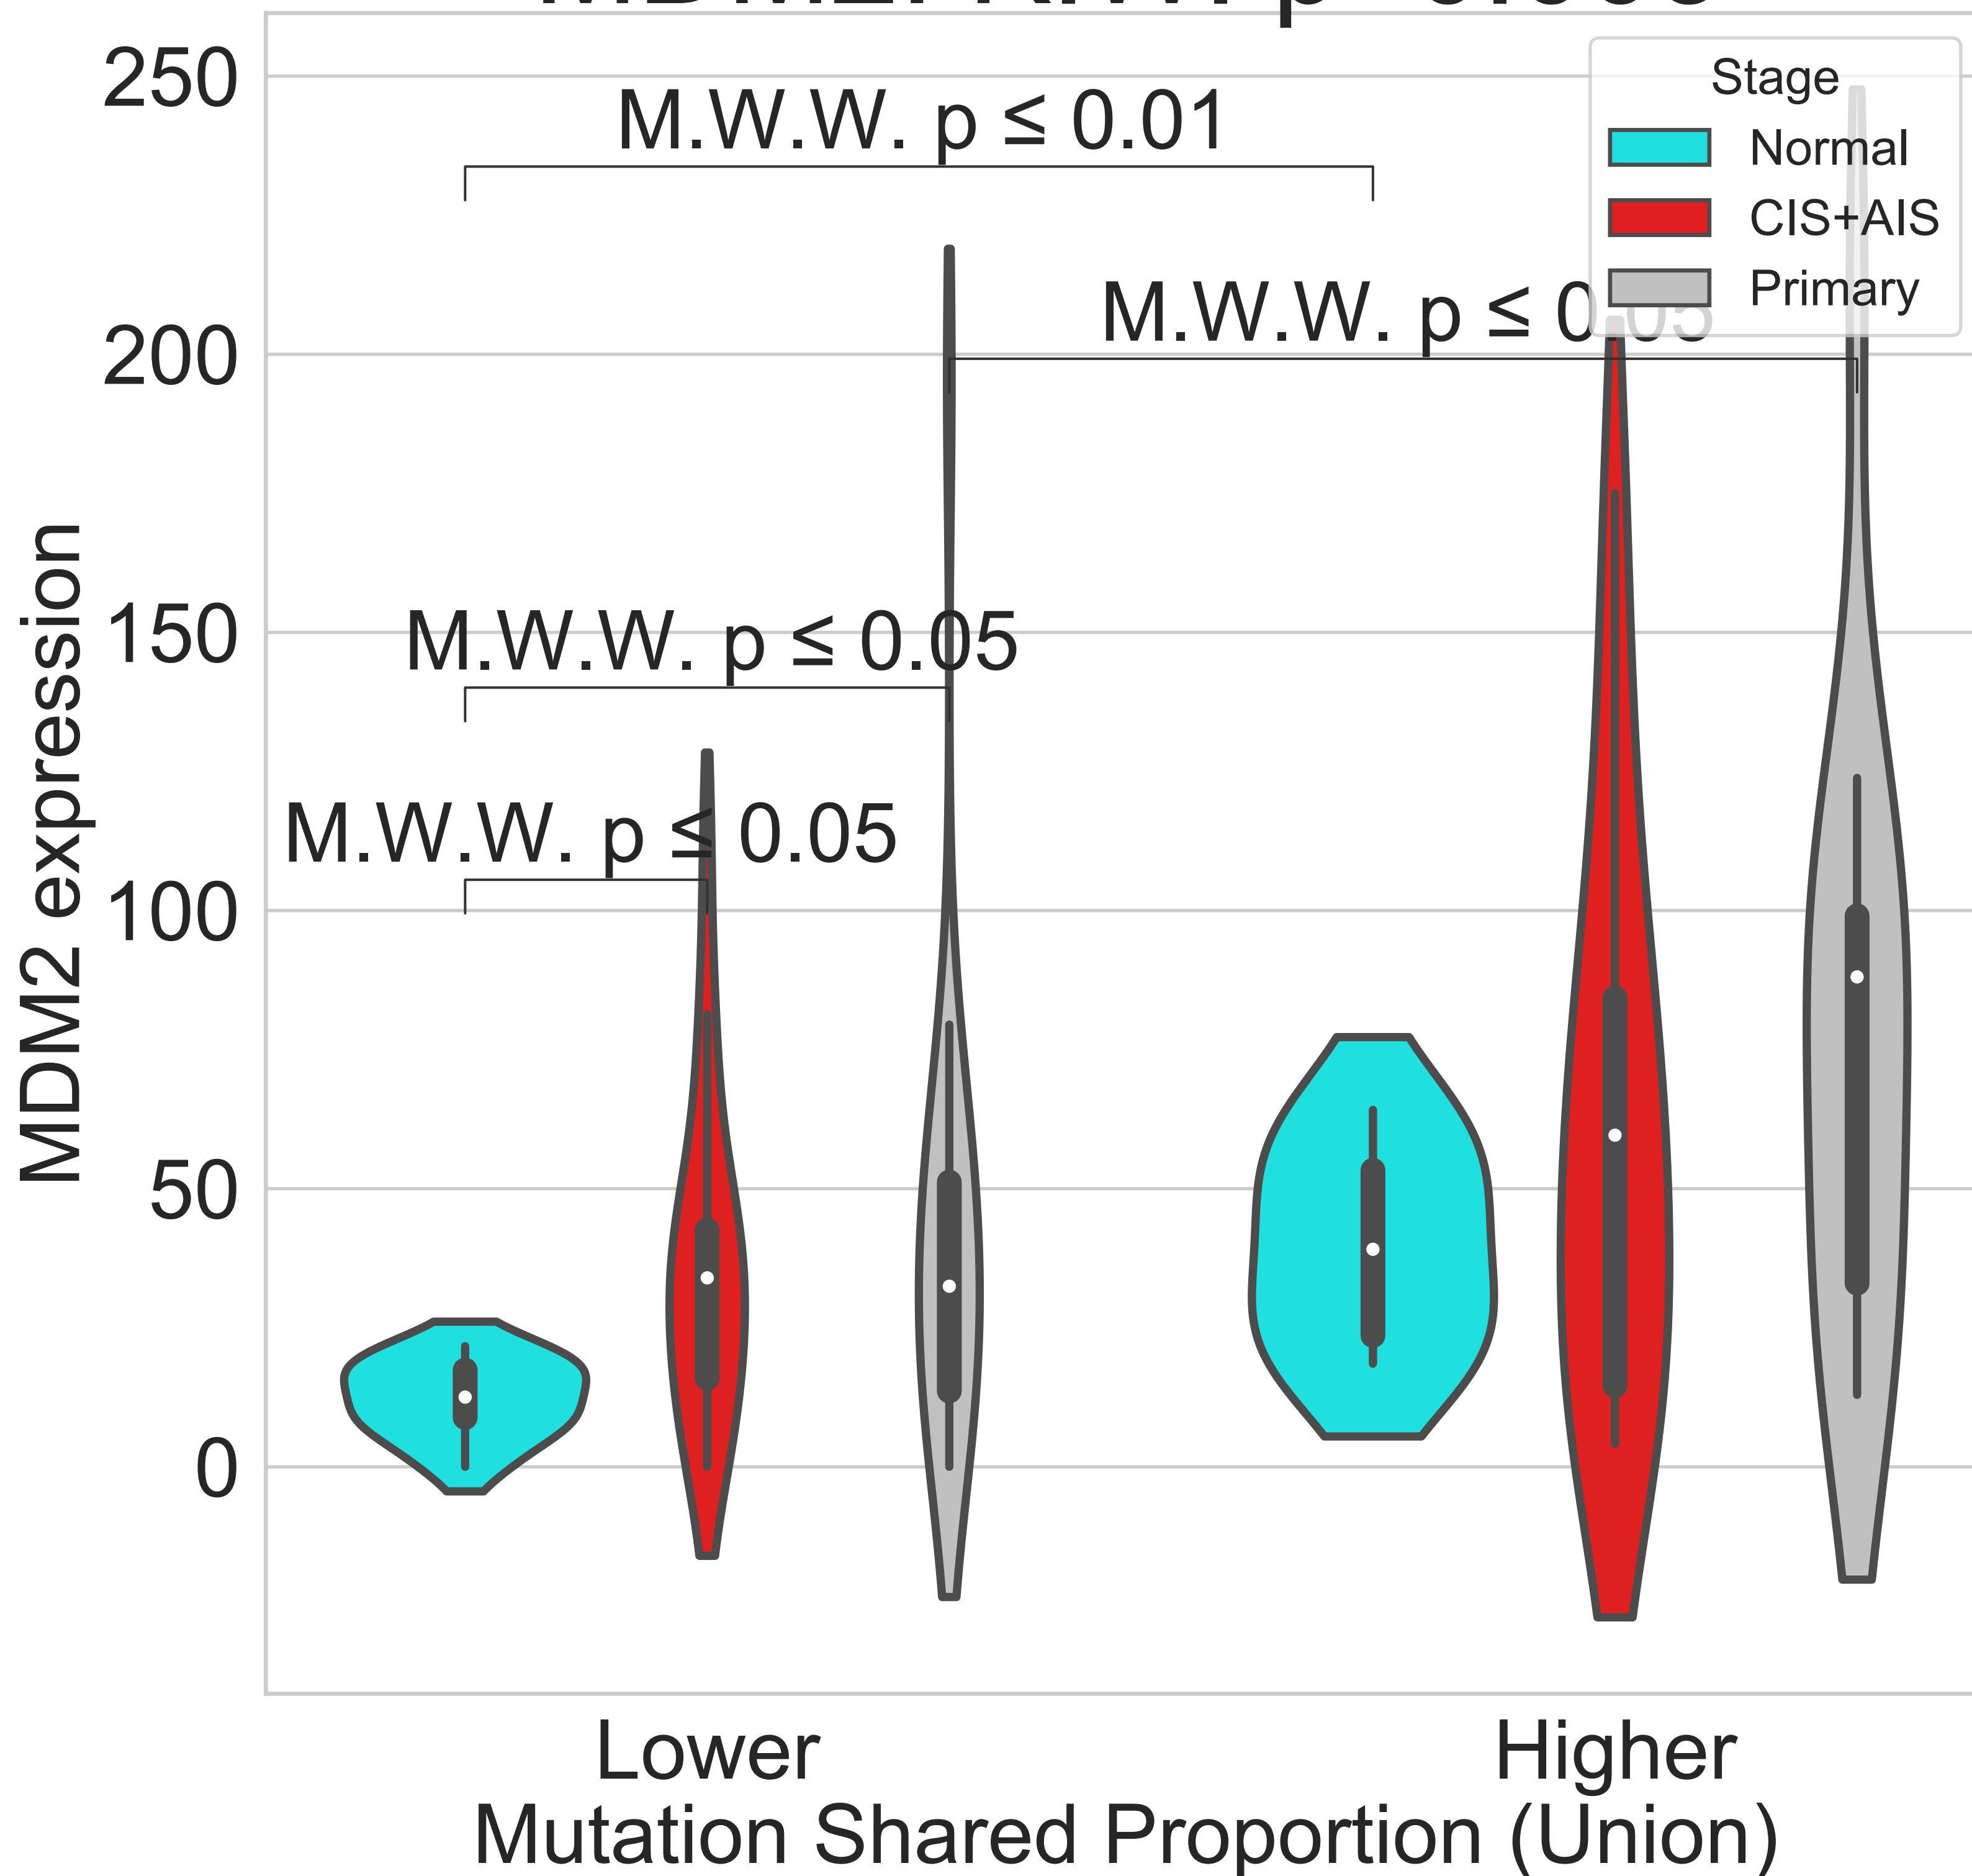 250
M.W.W. p ≤ 0.01
Stage
Normal
CIS+AIS
Primary
M.W.W. p ≤ 0.05
200
M.W.W. p ≤ 0.05
150
M.W.W. p ≤ 0.05
100
50
0
MDM2 expression
Lower
Higher
Mutation Shared Proportion (Union)